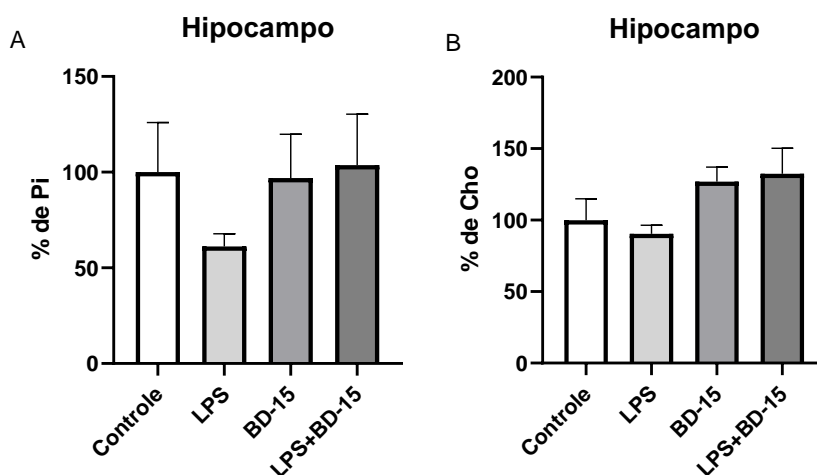 A
Hipocampo
% de Pi
150
100
50
0
Controle
LPS
BD-15
LPS+BD-15
B
Hipocampo
% de Cho
200
150
100
50
0
Controle
LPS
BD-15
LPS+BD-15